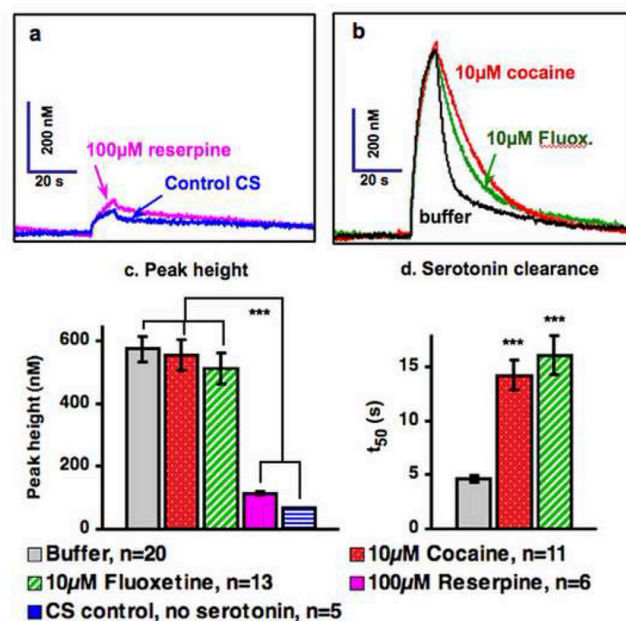 a
200 nM
20 s
100µM reserpine
Control CS
b
200 nM
20 s
10µM cocaine
10µM Fluox.
buffer
c. Peak height
d. Serotonin clearance
Peak height (nM)
600
400
200
0
***
t50 (s)
15
10
5
0
***
***
Buffer, n=20
10µM Cocaine, n=11
10µM Fluoxetine, n=13
100µM Reserpine, n=6
CS control, no serotonin, n=5